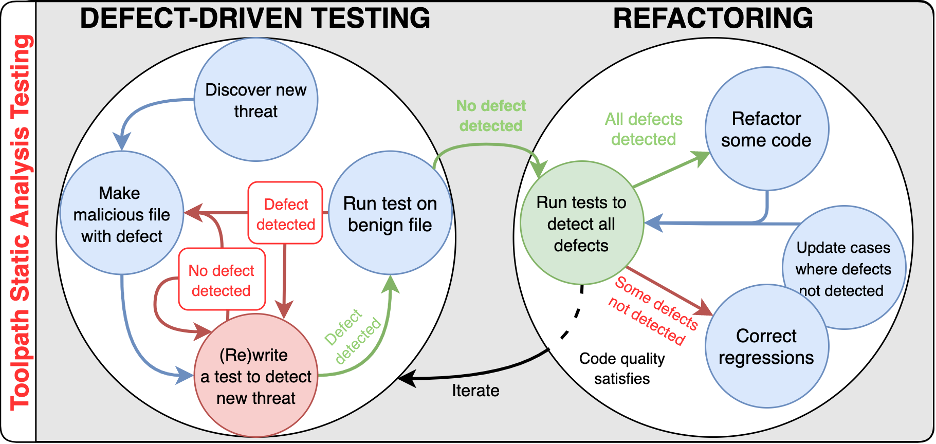 Toolpath Static Analysis Testing
DEFECT-DRIVEN TESTING
Discover new
threat
Make
malicious file
with defect
Defect
detected
Run test on
benign file
No defect
detected
(Re)write
a test to detect
new threat
Defect
detected
No defect
detected
Iterate
REFACTORING
All defects
detected
Refactor
some code
Run tests to
detect all
defects
Update cases
where defects
not detected
Some defects
not detected
Correct
regressions
Code quality
satisfies